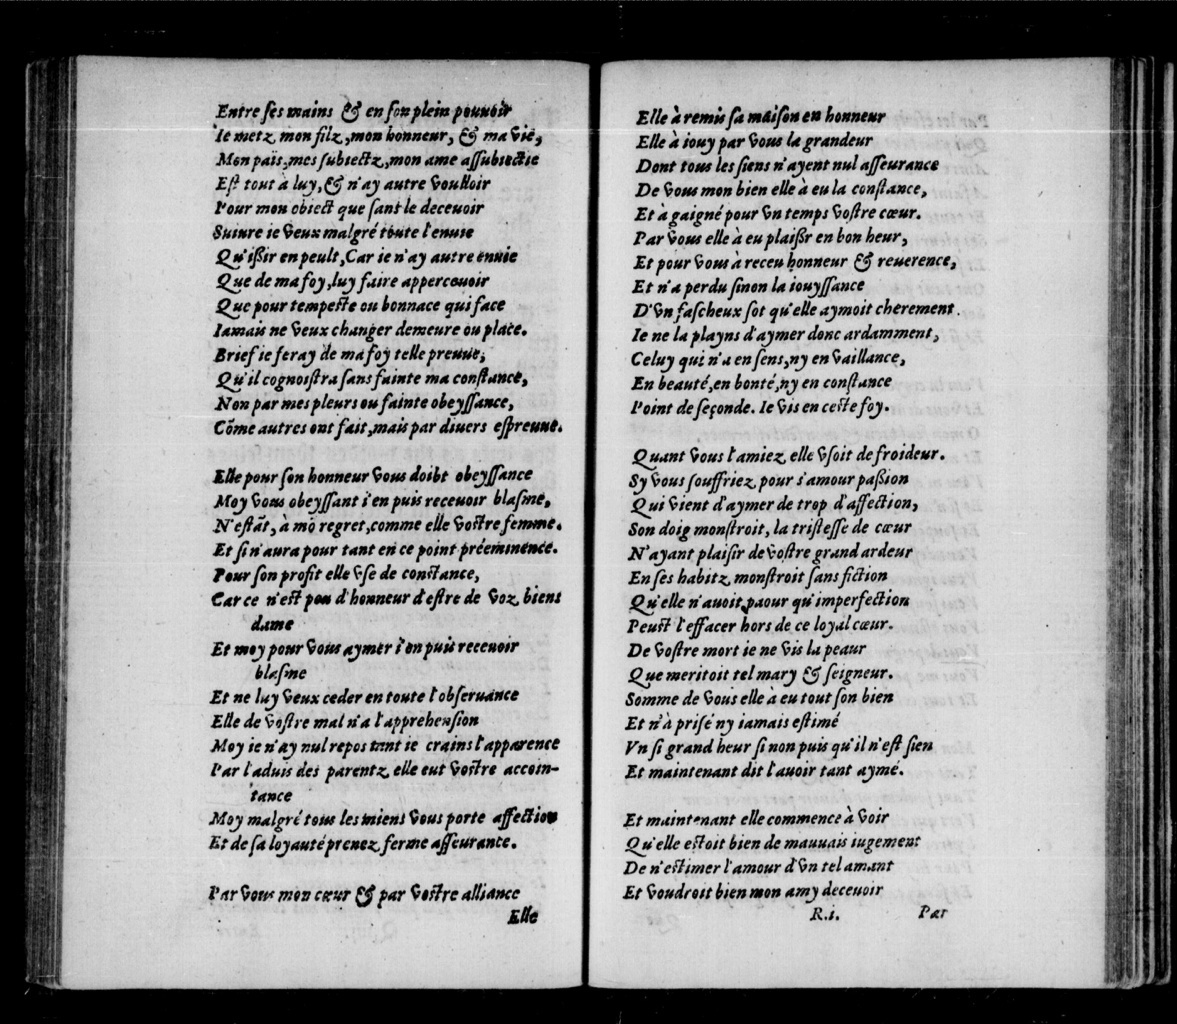 Entre ſes mains & en ſon plein pouuoir
Ie metz mon filz, mon honneur, & ma vie,
Mon païs, mes ſubiectz, mon ame aſſubiectie
Eſt tout à luy, & n'ay autre voulloir
Pour mon obiect que ſans le deceuoir
Suiure ie veux malgré toute l'enuie
Qu'iſsir en peult, Car ie n'ay autre enuie
Que de ma foy, luy faire apperceuoir
Que pour tempeſte ou bonnace qui face
Iamais ne veux changer demeure ou place.
Brief ie feray de ma foy telle preuue,
Qu'il cognoiſtra sans fainte ma conſtance,
Non par mes pleurs ou fainte obeyſſance,
Cõme autres ont fait, mais par diuers eſpreuue.
Elle pour ſon honneur vous doibt obeyſſance
Moy vous obeyſſant i'en puis receuoir blaſme,
N'eſtãt, à mõ regret, comme elle voſtre femme.
Et ſi n'aura pour tant en ce point préeminence.
Pour ſon profit elle vſe de conſtance,
Car ce n'eſt peu d'honneur d'eſtre de voz biens
dame
Et moy pour vous aymer i'en puis receuoir
blaſme
Et ne luy veux ceder en toute l'obſeruance
Elle de voſtre mal n'a l'apprehenſion
Moy ie n'ay nul repos tant ie crains l'apparence
Par l'aduis des parentz elle eut voſtre accoin-
tance
Moy malgré tous les miens vous porte affection
Et de ſa loyauté prenez ferme aſſeurance.
Par vous mon cœur & par voſtre alliance
Elle
Elle à remis ſa maiſon en honneur
Elle à iouy par vous la grandeur
Dont tous les ſiens n'ayent nul aſſeurance
De vous mon bien elle à eu la conſtance,
Et à gaigné pour vn temps voſtre cœur.
Par vous elle à eu plaiſir en bon heur,
Et pour vous à receu honneur & reuerence,
Et n'a perdu ſinon la iouyſſance
D'vn faſcheux ſot qu'elle aymoit cherement.
Ie ne la playns d'aymer donc ardamment,
Celuy qui n'a en ſens, ny en vaillance,
En beauté, en bonté, ny en conſtance
Point de ſeçonde. Ie vis en ceſte foy.
Quant vous l'amiez elle vſoit de froideur.
Sy vous ſouffriez pour s'amour paſsion
Qui vient d'aymer de trop d'affection,
Son doig monſtroit, la triſteſſe de cœur
N'ayant plaiſir de voſtre grand ardeur
En ſes habitz monſtroit ſans fiction
Qu'elle n'auoit paour qu'imperfection
Peuſt l'effacer hors de ce loyal cœur.
De voſtre mort ie ne vis la peaur
Que meritoit tel mary & ſeigneur.
Somme de vous elle à eu tout ſon bien
Et n'à priſé ny iamais eſtimé
Vn ſi grand heur ſi non puis qu'il n'eſt ſien
Et maintenant dit l'auoir tant aymé.
Et maintenant elle commence à voir
Qu'elle eſtoit bien de mauuais iugement
De n'eſtimer l'amour d'vn tel amant
Et voudroit bien mon amy deceuoir
R.i.
Par